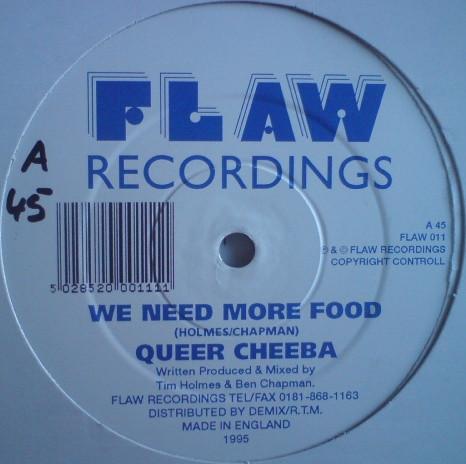 FLAW
RECORDINGS
A
45
A 45
FLAW 011
℗ & © FLAW RECORDINGS
COPYRIGHT CONTROLL
5 028520 001111
WE NEED MORE FOOD
(HOLMES/CHAPMAN)
QUEER CHEEBA
Written Produced & Mixed by
Tim Holmes & Ben Chapman.
FLAW RECORDINGS TEL/FAX 0181-868-1163
DISTRIBUTED BY DEMIX/R.T.M.
MADE IN ENGLAND
1995